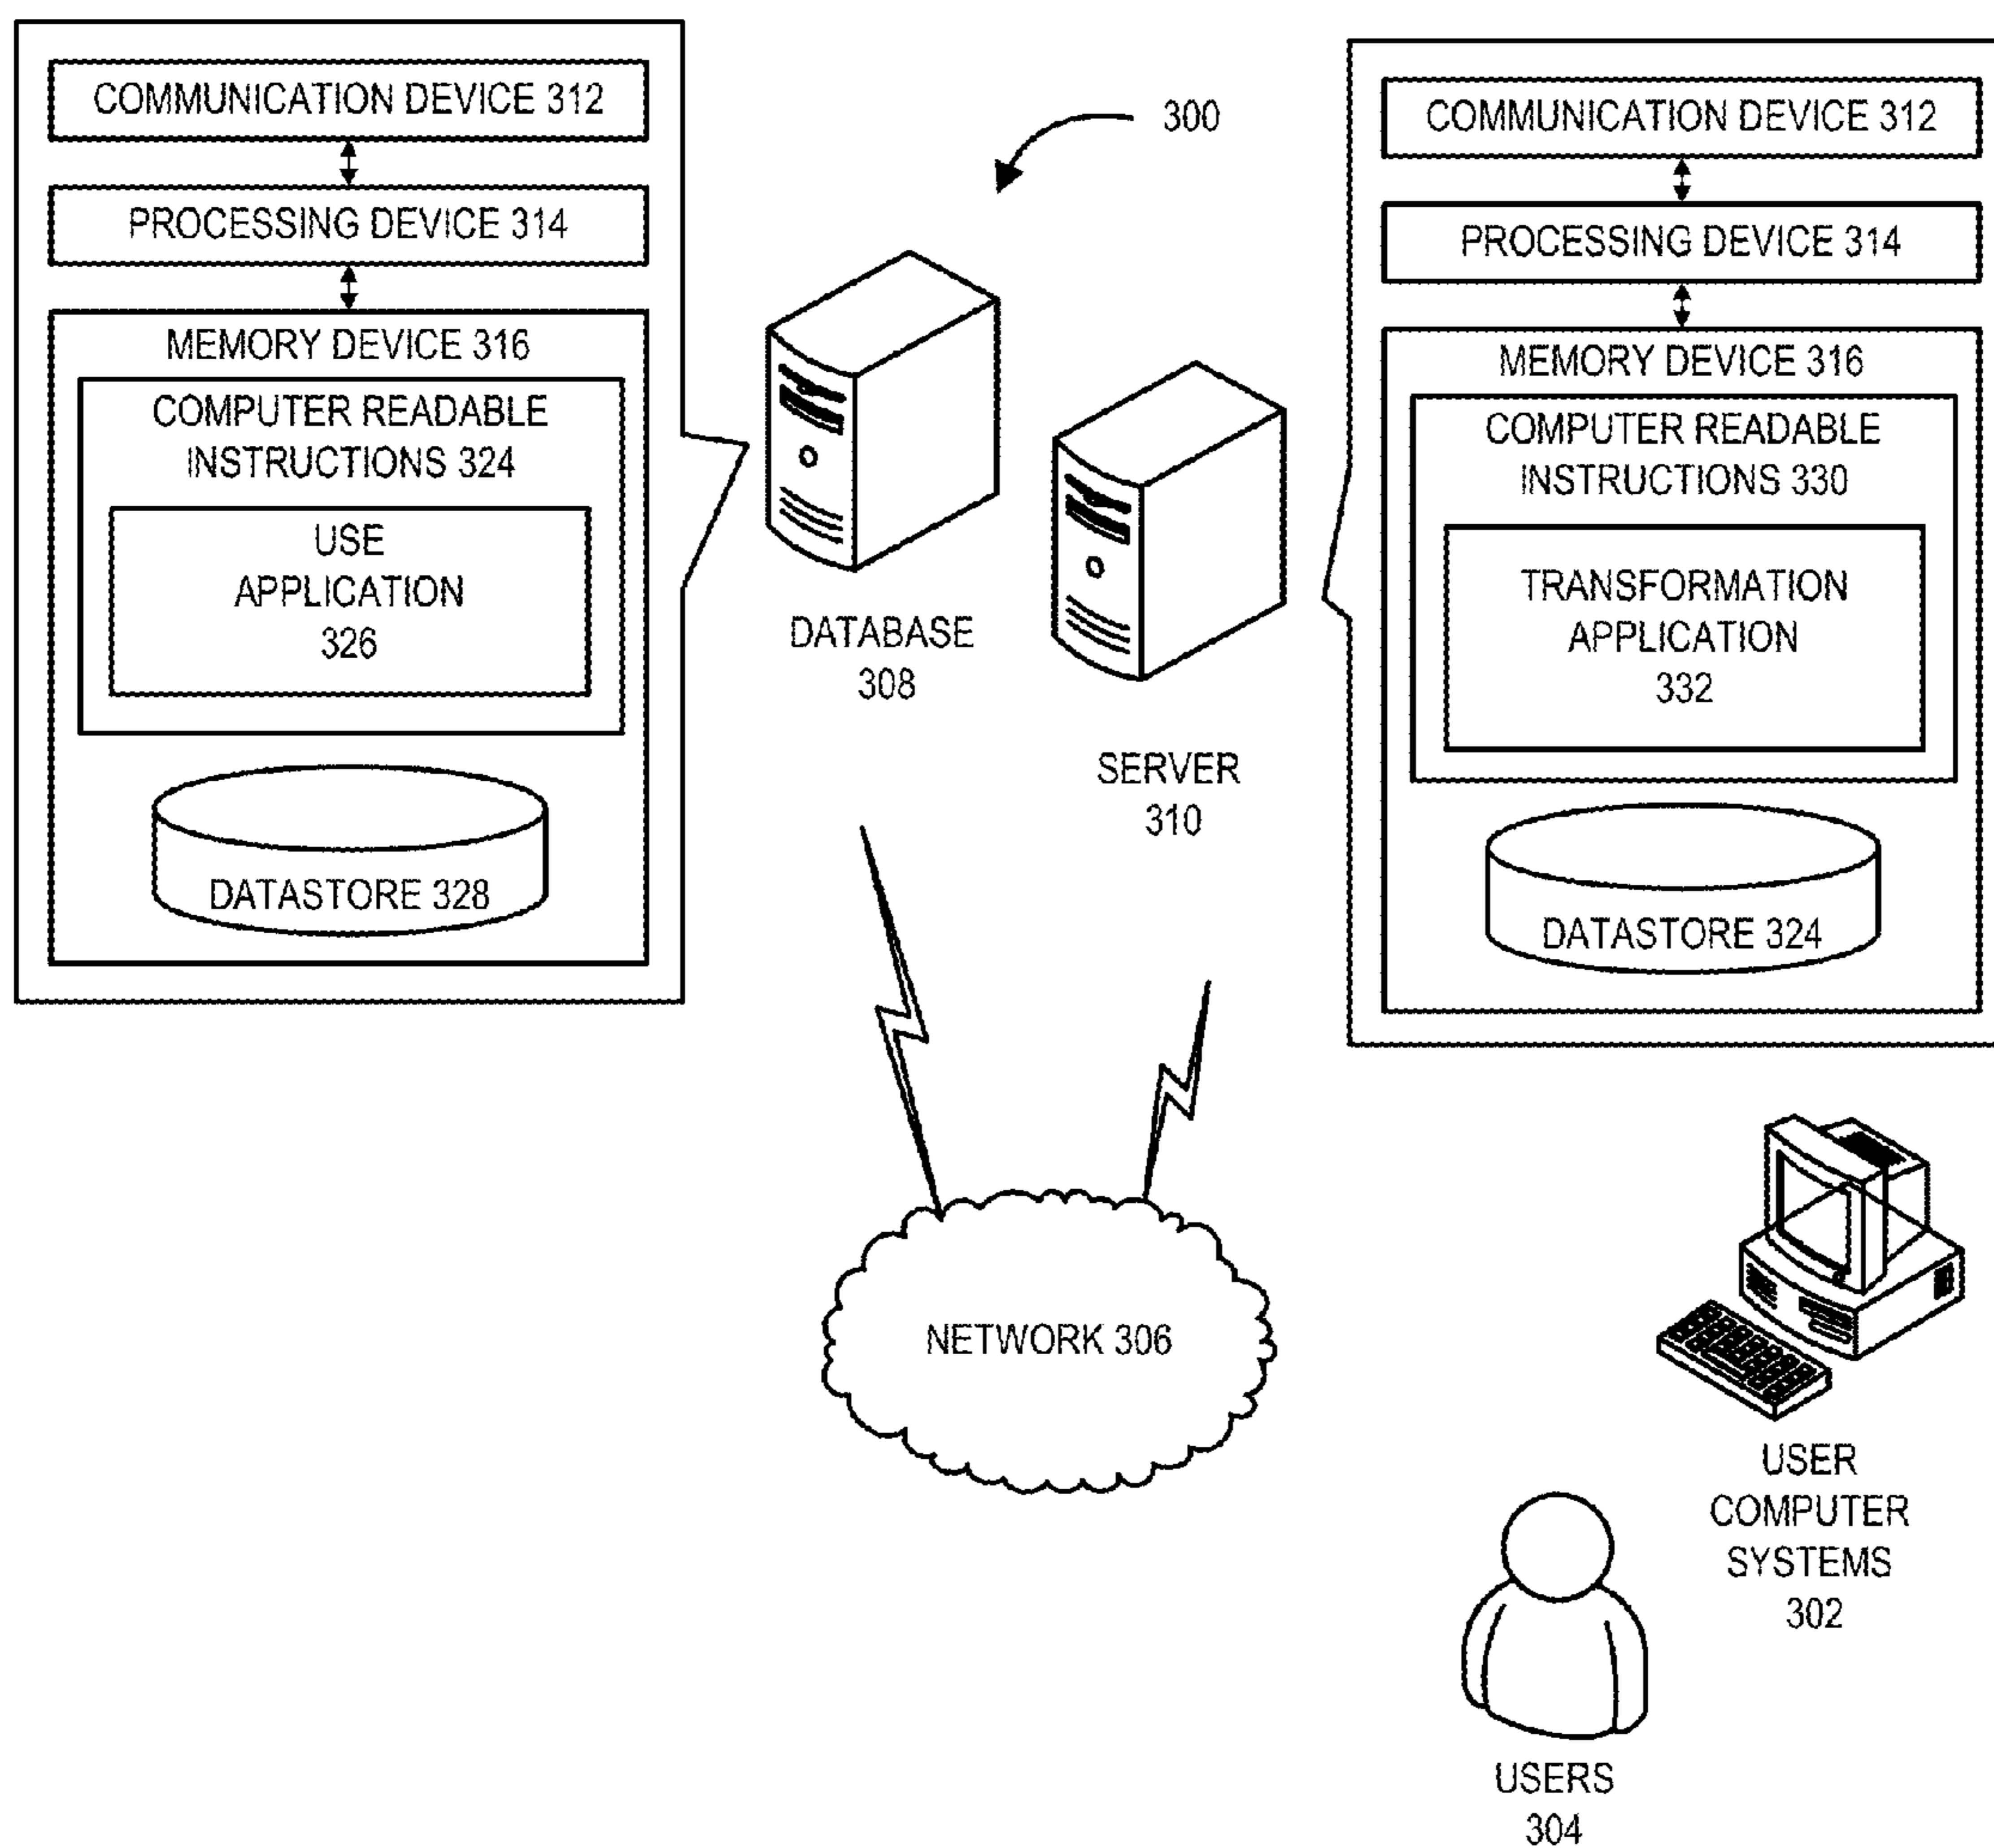 COMMUNICATION DEVICE 312
PROCESSING DEVICE 314
MEMORY DEVICE 316
COMPUTER READABLE
INSTRUCTIONS 324
USE
APPLICATION
326
DATASTORE 328
300
DATABASE
308
SERVER
310
COMMUNICATION DEVICE 312
PROCESSING DEVICE 314
MEMORY DEVICE 316
COMPUTER READABLE
INSTRUCTIONS 330
TRANSFORMATION
APPLICATION
332
DATASTORE 324
NETWORK 306
USER
COMPUTER
SYSTEMS
302
USERS
304